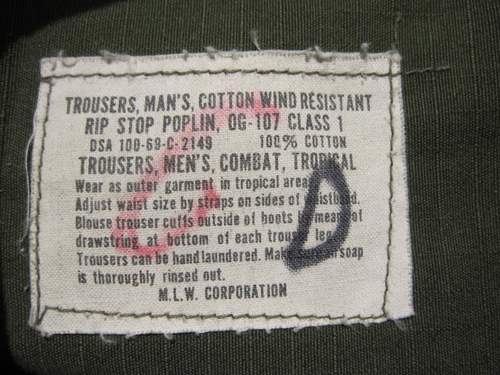 TROUSERS, MAN'S, COTTON WIND RESISTANT
RIP STOP POPLIN, OG-107 CLASS 1
DSA 100-69-C-2149 100% COTTON
TROUSERS, MEN'S, COMBAT, TROPICAL
Wear as outer garment in tropical areas
Adjust waist size by straps on sides of waistband.
Blouse trouser cuffs outside of boots by means of
drawstring at bottom of each trouser leg.
Trousers can be handlaundered. Make sure all soap
is thoroughly rinsed out.
M.L.W. CORPORATION
D